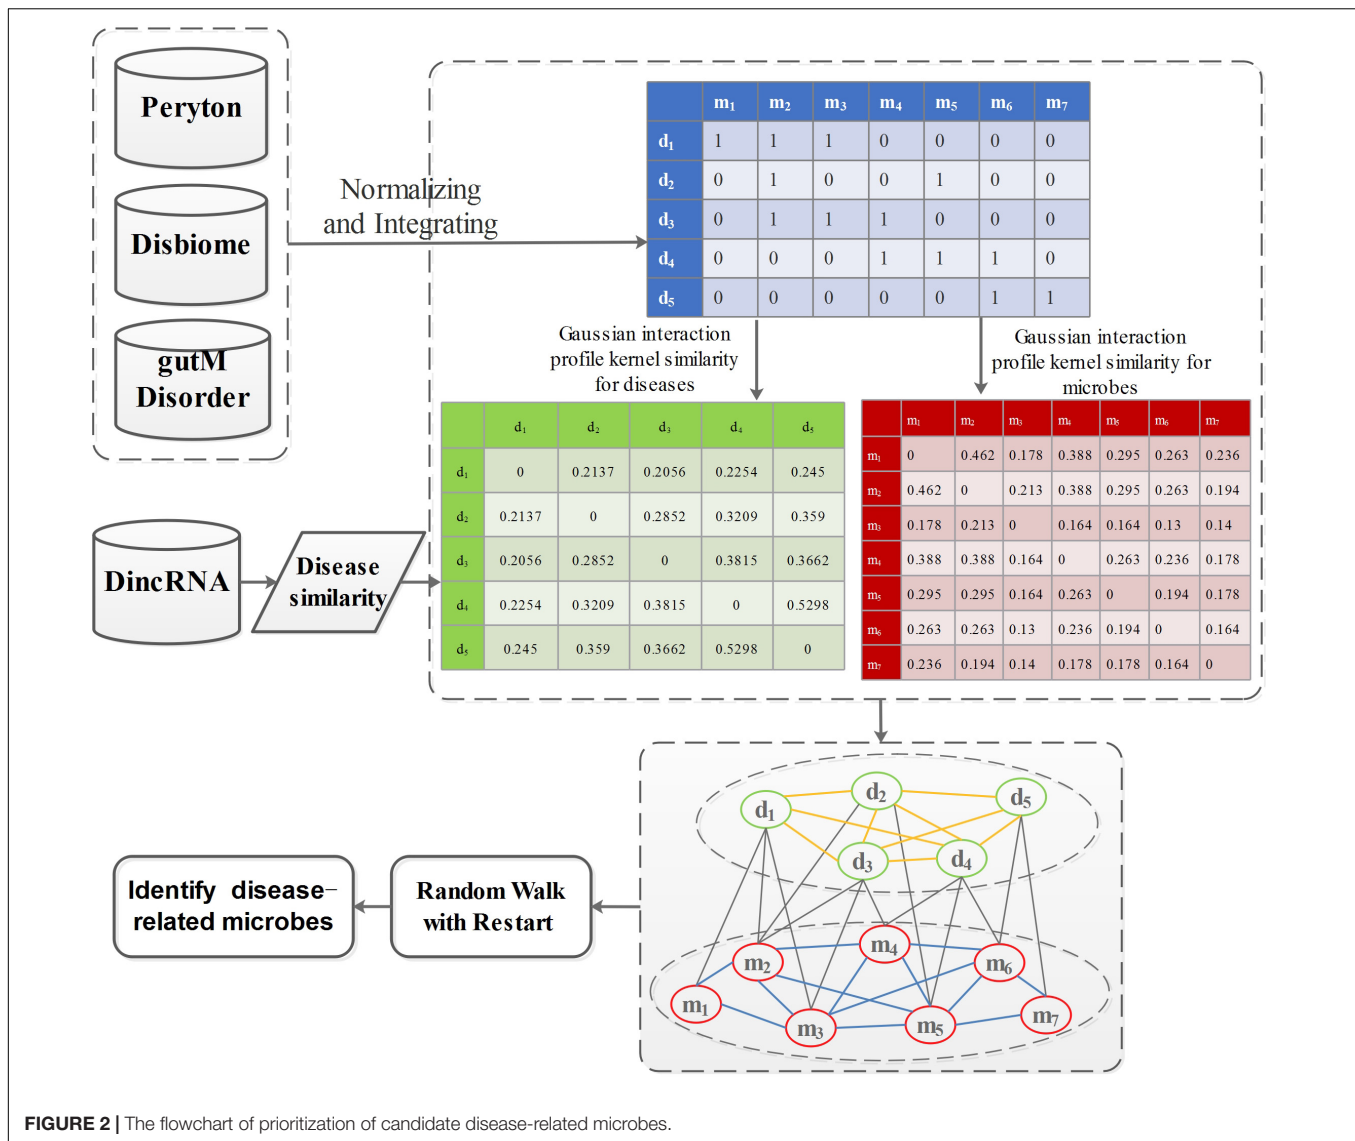 Peryton
Disbiome
gutM
Disorder
Normalizing
and Integrating
m1 m2 m3 m4 m5 m6 m7
d1 1 1 1 0 0 0 0
d2 0 1 0 0 1 0 0
d3 0 1 1 1 0 0 0
d4 0 0 0 1 1 1 0
d5 0 0 0 0 0 1 1
Gaussian interaction
profile kernel similarity
for diseases
Gaussian interaction
profile kernel similarity for
microbes
DincRNA
Disease
similarity
d1 d2 d3 d4 d5
d1 0 0.2137 0.2056 0.2254 0.245
d2 0.2137 0 0.2852 0.3209 0.359
d3 0.2056 0.2852 0 0.3815 0.3662
d4 0.2254 0.3209 0.3815 0 0.5298
d5 0.245 0.359 0.3662 0.5298 0
m1 m2 m3 m4 m5 m6 m7
m1 0 0.462 0.178 0.388 0.295 0.263 0.236
m2 0.462 0 0.213 0.388 0.295 0.263 0.194
m3 0.178 0.213 0 0.164 0.164 0.13 0.14
m4 0.388 0.388 0.164 0 0.263 0.236 0.178
m5 0.295 0.295 0.164 0.263 0 0.194 0.178
m6 0.263 0.263 0.13 0.236 0.194 0 0.164
m7 0.236 0.194 0.14 0.178 0.178 0.164 0
d1 d2 d5
d3 d4
m2 m4 m6
m1 m3 m5 m7
Random Walk
with Restart
Identify disease-
related microbes
FIGURE 2 | The flowchart of prioritization of candidate disease-related microbes.